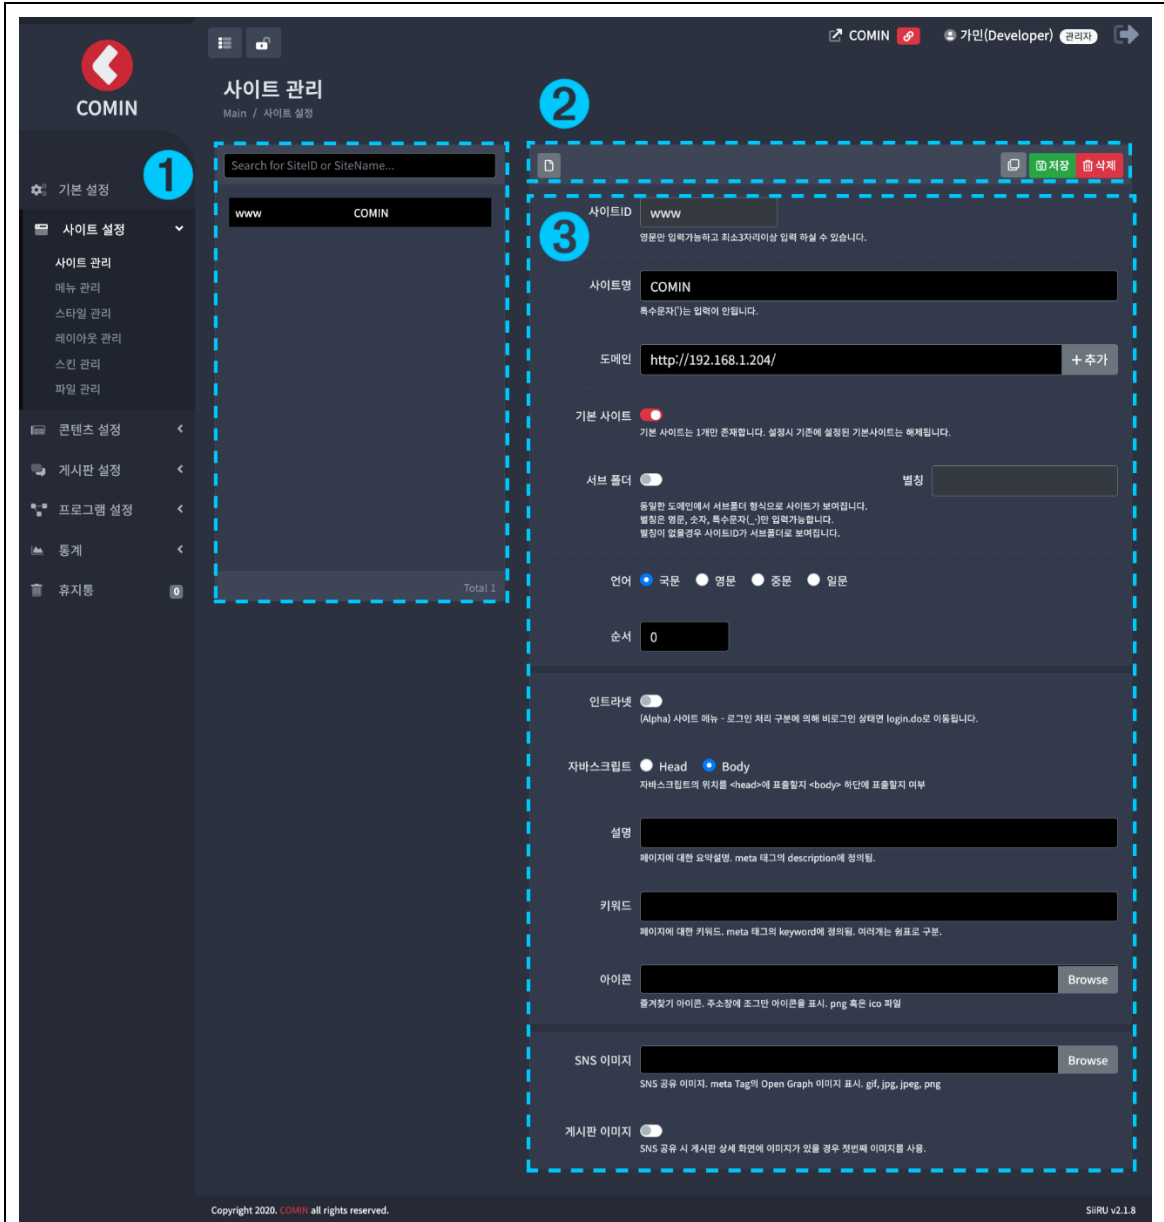 COMIN
COMIN
가민(Developer) 관리자
사이트 관리
Main / 사이트 설정
1
2
3
기본 설정
사이트 설정
사이트 관리
메뉴 관리
스타일 관리
레이아웃 관리
스킨 관리
파일 관리
콘텐츠 설정
게시판 설정
프로그램 설정
통계
휴지통 0
Search for SiteID or SiteName...
www COMIN
Total 1
저장 삭제
사이트ID www
영문만 입력가능하고 최소3자리이상 입력 하실 수 있습니다.
사이트명 COMIN
특수문자(')는 입력이 안됩니다.
도메인 http://192.168.1.204/ +추가
기본 사이트
기본 사이트는 1개만 존재합니다. 설정시 기존에 설정된 기본사이트는 해제됩니다.
서브 폴더 별칭
동일한 도메인에서 서브폴더 형식으로 사이트가 보여집니다.
별칭은 영문, 숫자, 특수문자(_-)만 입력가능합니다.
별칭이 없을경우 사이트ID가 서브폴더로 보여집니다.
언어 국문 영문 중문 일문
순서 0
인트라넷
(Alpha) 사이트 메뉴 - 로그인 처리 구분에 의해 비로그인 상태면 login.do로 이동됩니다.
자바스크립트 Head Body
자바스크립트의 위치를 <head>에 표출할지 <body> 하단에 표출할지 여부
설명
페이지에 대한 요약설명. meta 태그의 description에 정의됨.
키워드
페이지에 대한 키워드. meta 태그의 keyword에 정의됨. 여러개는 쉼표로 구분.
아이콘 Browse
즐겨찾기 아이콘. 주소창에 조그만 아이콘을 표시. png 혹은 ico 파일
SNS 이미지 Browse
SNS 공유 이미지. meta Tag의 Open Graph 이미지 표시. gif, jpg, jpeg, png
게시판 이미지
SNS 공유 시 게시판 상세 화면에 이미지가 있을 경우 첫번째 이미지를 사용.
Copyright 2020. COMIN all rights reserved.
SiiRU v2.1.8